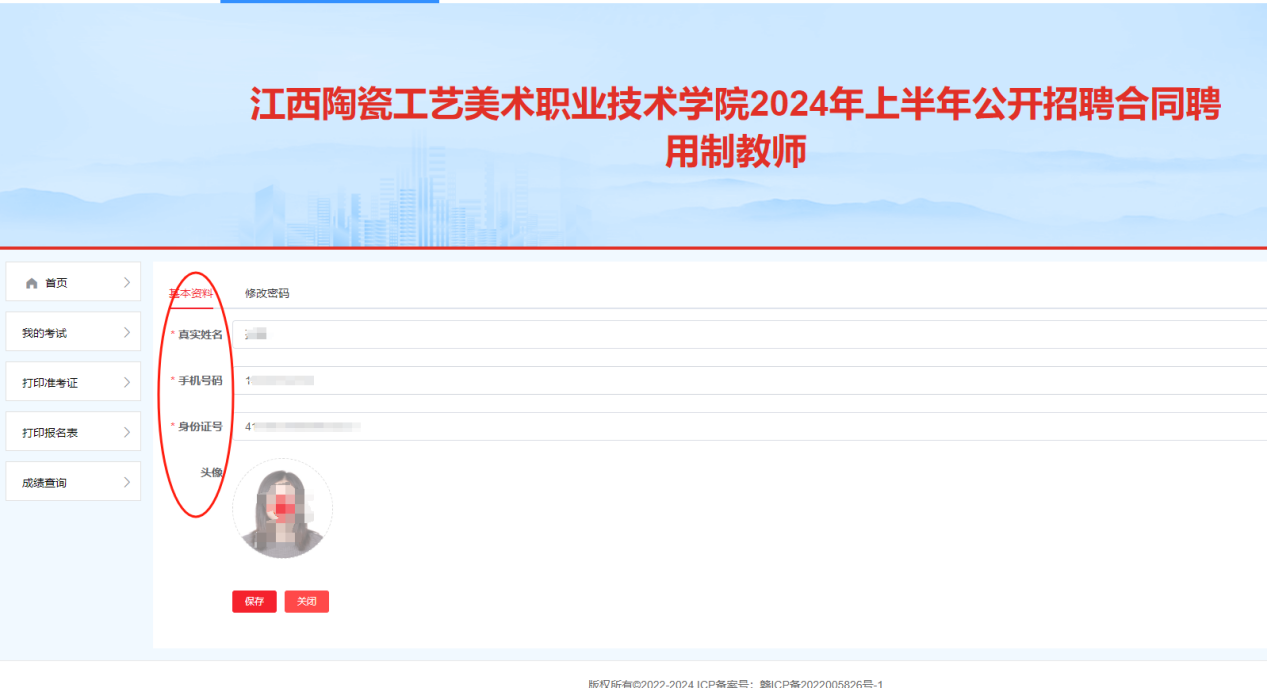 江西陶瓷工艺美术职业技术学院2024年上半年公开招聘合同聘
用制教师
首页
我的考试
打印准考证
打印报名表
成绩查询
基本资料 修改密码
* 真实姓名
* 手机号码 1
* 身份证号 41
头像
保存 关闭
版权所有©2022-2024 ICP备案号：赣ICP备2022005826号-1